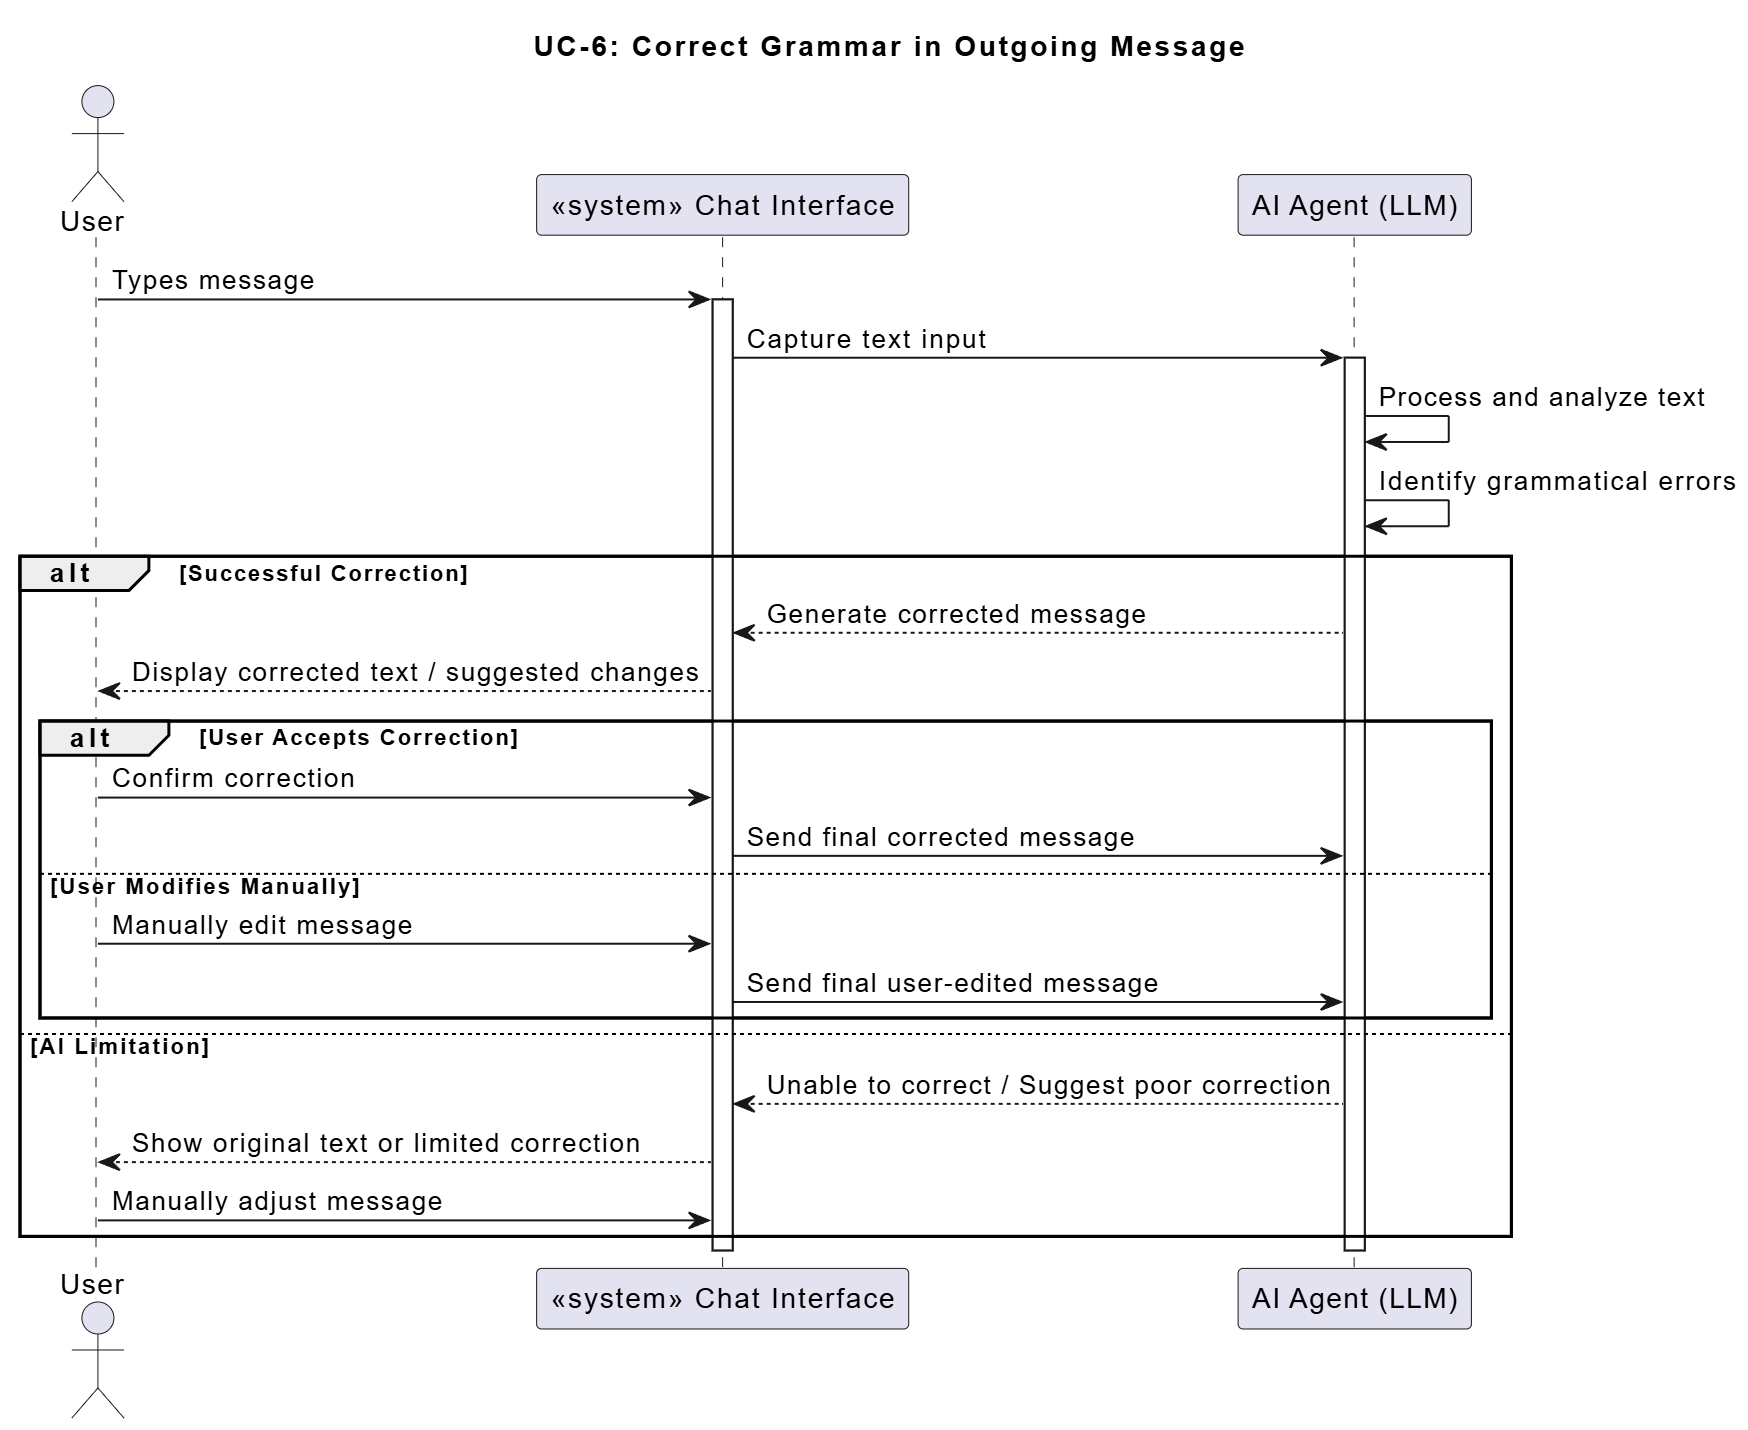 UC-6: Correct Grammar in Outgoing Message
User
«system» Chat Interface
AI Agent (LLM)
Types message
Capture text input
Process and analyze text
Identify grammatical errors
alt
[Successful Correction]
Generate corrected message
Display corrected text / suggested changes
alt
[User Accepts Correction]
Confirm correction
Send final corrected message
[User Modifies Manually]
Manually edit message
Send final user-edited message
[AI Limitation]
Unable to correct / Suggest poor correction
Show original text or limited correction
Manually adjust message
User
«system» Chat Interface
AI Agent (LLM)